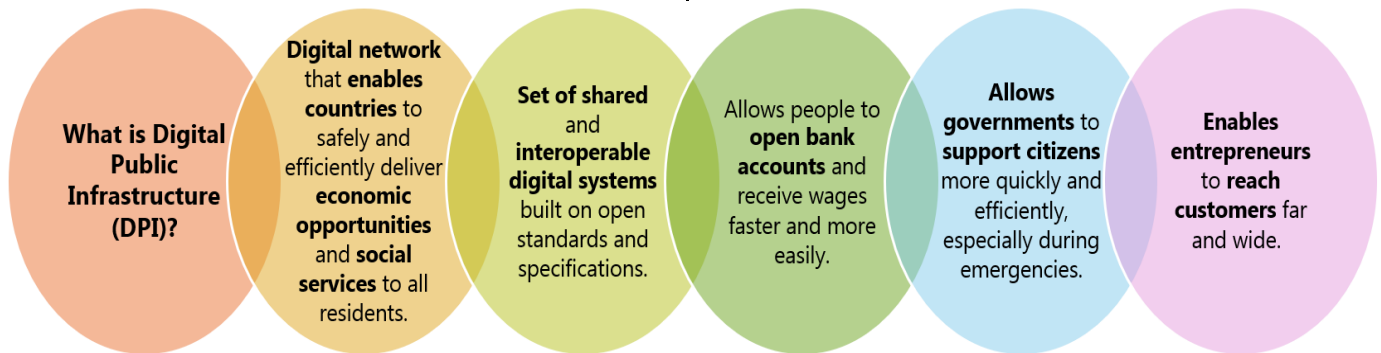 What is Digital
Public
Infrastructure
(DPI)?
Digital network
that enables
countries to
safely and
efficiently deliver
economic
opportunities
and social
services to all
residents.
Set of shared
and
interoperable
digital systems
built on open
standards and
specifications.
Allows people to
open bank
accounts and
receive wages
faster and more
easily.
Allows
governments to
support citizens
more quickly and
efficiently,
especially during
emergencies.
Enables
entrepreneurs
to reach
customers far
and wide.